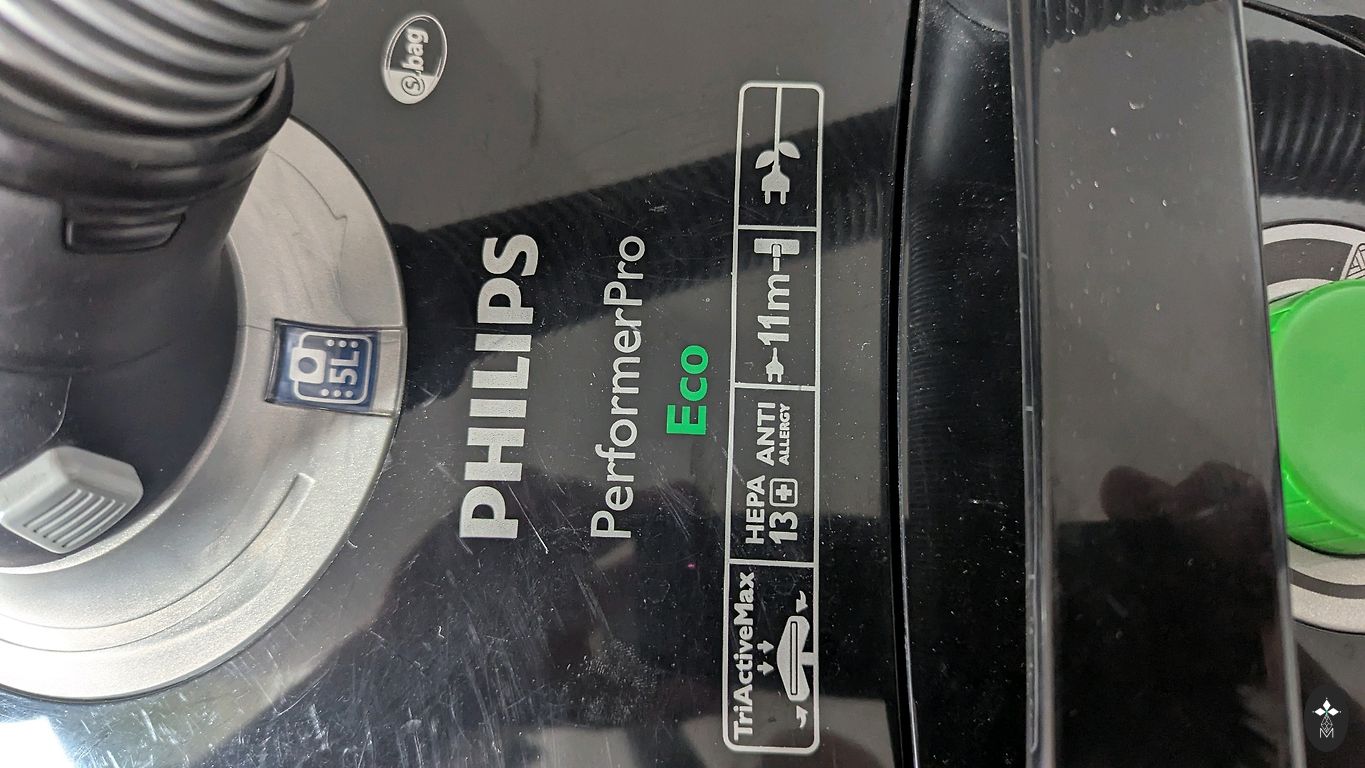 s-bag
5L
PHILIPS
PerformerPro
Eco
TriActiveMax
HEPA
13
ANTI
ALLERGY
11m
M